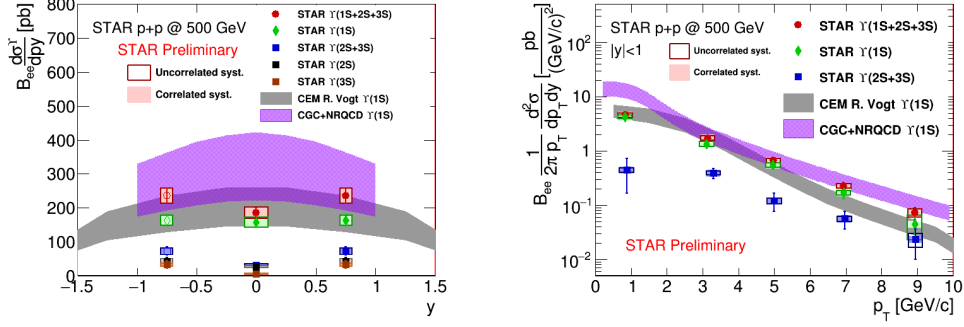 STAR p+p @ 500 GeV
STAR Preliminary
Uncorrelated syst.
Correlated syst.
STAR ϒ(1S+2S+3S)
STAR ϒ(1S)
STAR ϒ(2S+3S)
STAR ϒ(2S)
STAR ϒ(3S)
CEM R. Vogt ϒ(1S)
CGC+NRQCD ϒ(1S)
B_ee dσ^ϒ/dpy [pb]
800
700
600
500
400
300
200
100
0
−1.5 −1 −0.5 0 0.5 1 1.5
y
STAR p+p @ 500 GeV
|y|<1
Uncorrelated syst.
Correlated syst.
STAR ϒ(1S+2S+3S)
STAR ϒ(1S)
STAR ϒ(2S+3S)
CEM R. Vogt ϒ(1S)
CGC+NRQCD ϒ(1S)
STAR Preliminary
B_ee 1/2π 1/p_T d²σ/dp_Tdy [pb/(GeV/c)²]
10²
10
1
10⁻¹
10⁻²
0 1 2 3 4 5 6 7 8 9 10
p_T [GeV/c]